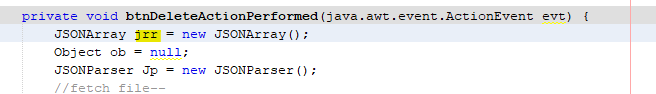 private void btnDeleteActionPerformed(java.awt.event.ActionEvent evt) {
JSONArray jrr = new JSONArray();
Object ob = null;
JSONParser Jp = new JSONParser();
//fetch file--